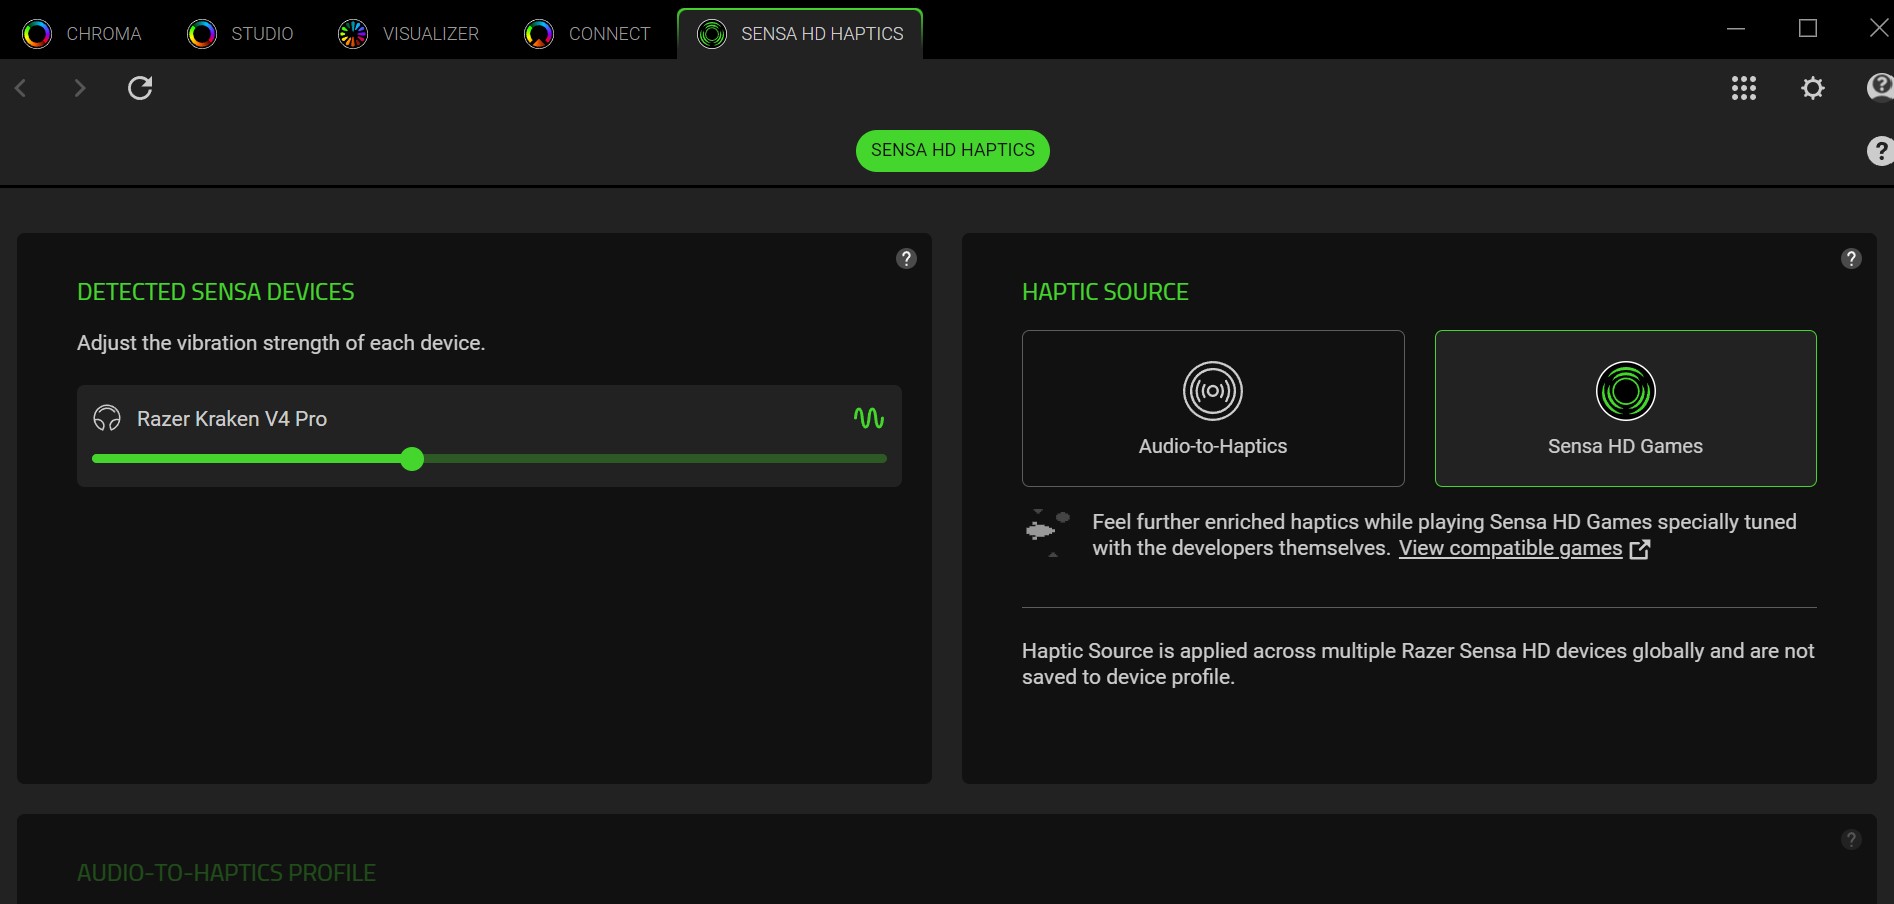 CHROMA STUDIO VISUALIZER CONNECT SENSA HD HAPTICS
SENSA HD HAPTICS
DETECTED SENSA DEVICES
Adjust the vibration strength of each device.
Razer Kraken V4 Pro
HAPTIC SOURCE
Audio-to-Haptics
Sensa HD Games
Feel further enriched haptics while playing Sensa HD Games specially tuned
with the developers themselves. View compatible games
Haptic Source is applied across multiple Razer Sensa HD devices globally and are not
saved to device profile.
AUDIO-TO-HAPTICS PROFILE